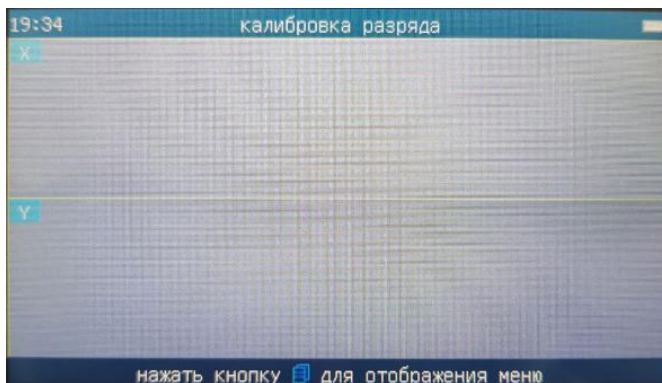 19:34 калибровка разряда
X
Y
нажать кнопку для отображения меню